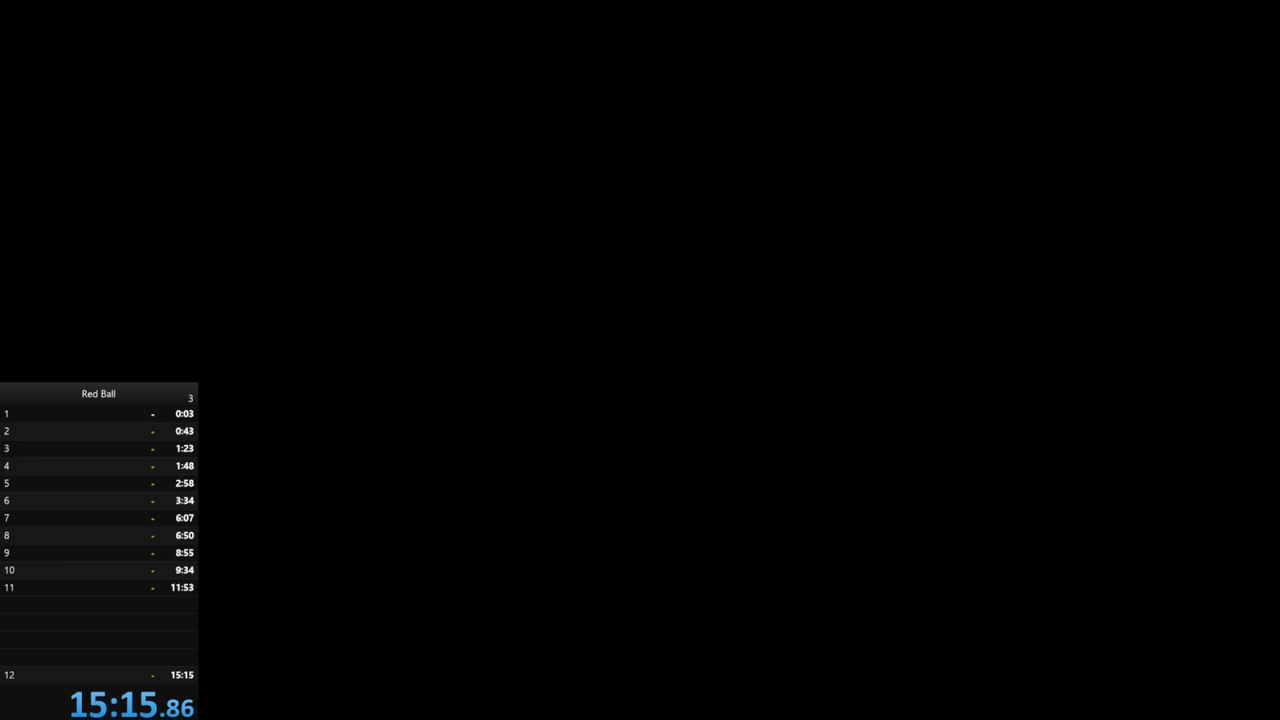 Red Ball
3
1 - 0:03
2 - 0:43
3 - 1:23
4 - 1:48
5 - 2:58
6 - 3:34
7 - 6:07
8 - 6:50
9 - 8:55
10 - 9:34
11 - 11:53
12 - 15:15
15:15.86